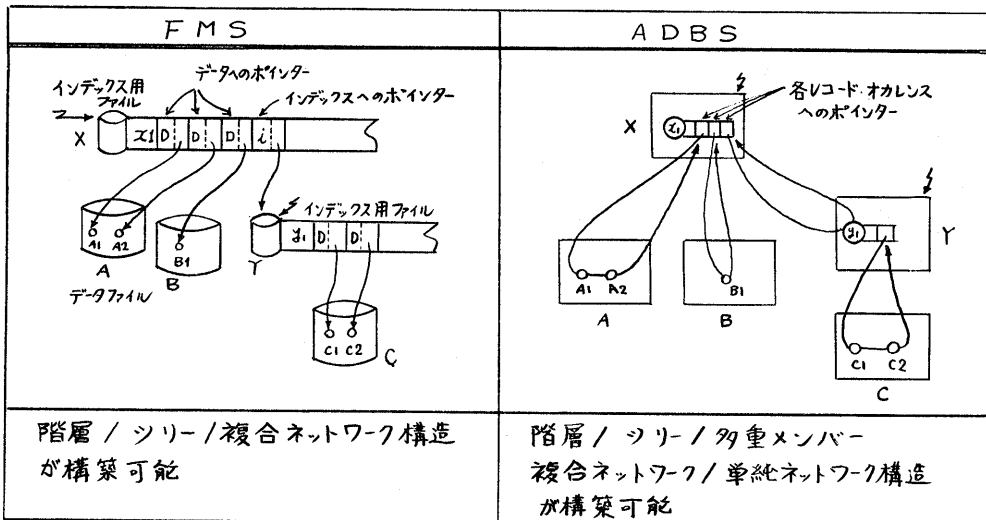 FMS
ADBS
インデックス用
ファイル
データへのポインター
インデックスへのポインター
X
x1 D D D i
A1 A2
A
B1
B
データファイル
インデックス用ファイル
Y
y1 D D
C1 C2
C
各レコード・オカレンス
へのポインター
X
x1
y1
Y
A1 A2
A
B1
B
C1 C2
C
階層 / ツリー / 複合ネットワーク構造
が構築可能
階層 / ツリー / 多重メンバー
複合ネットワーク / 単純ネットワーク構造
が構築可能